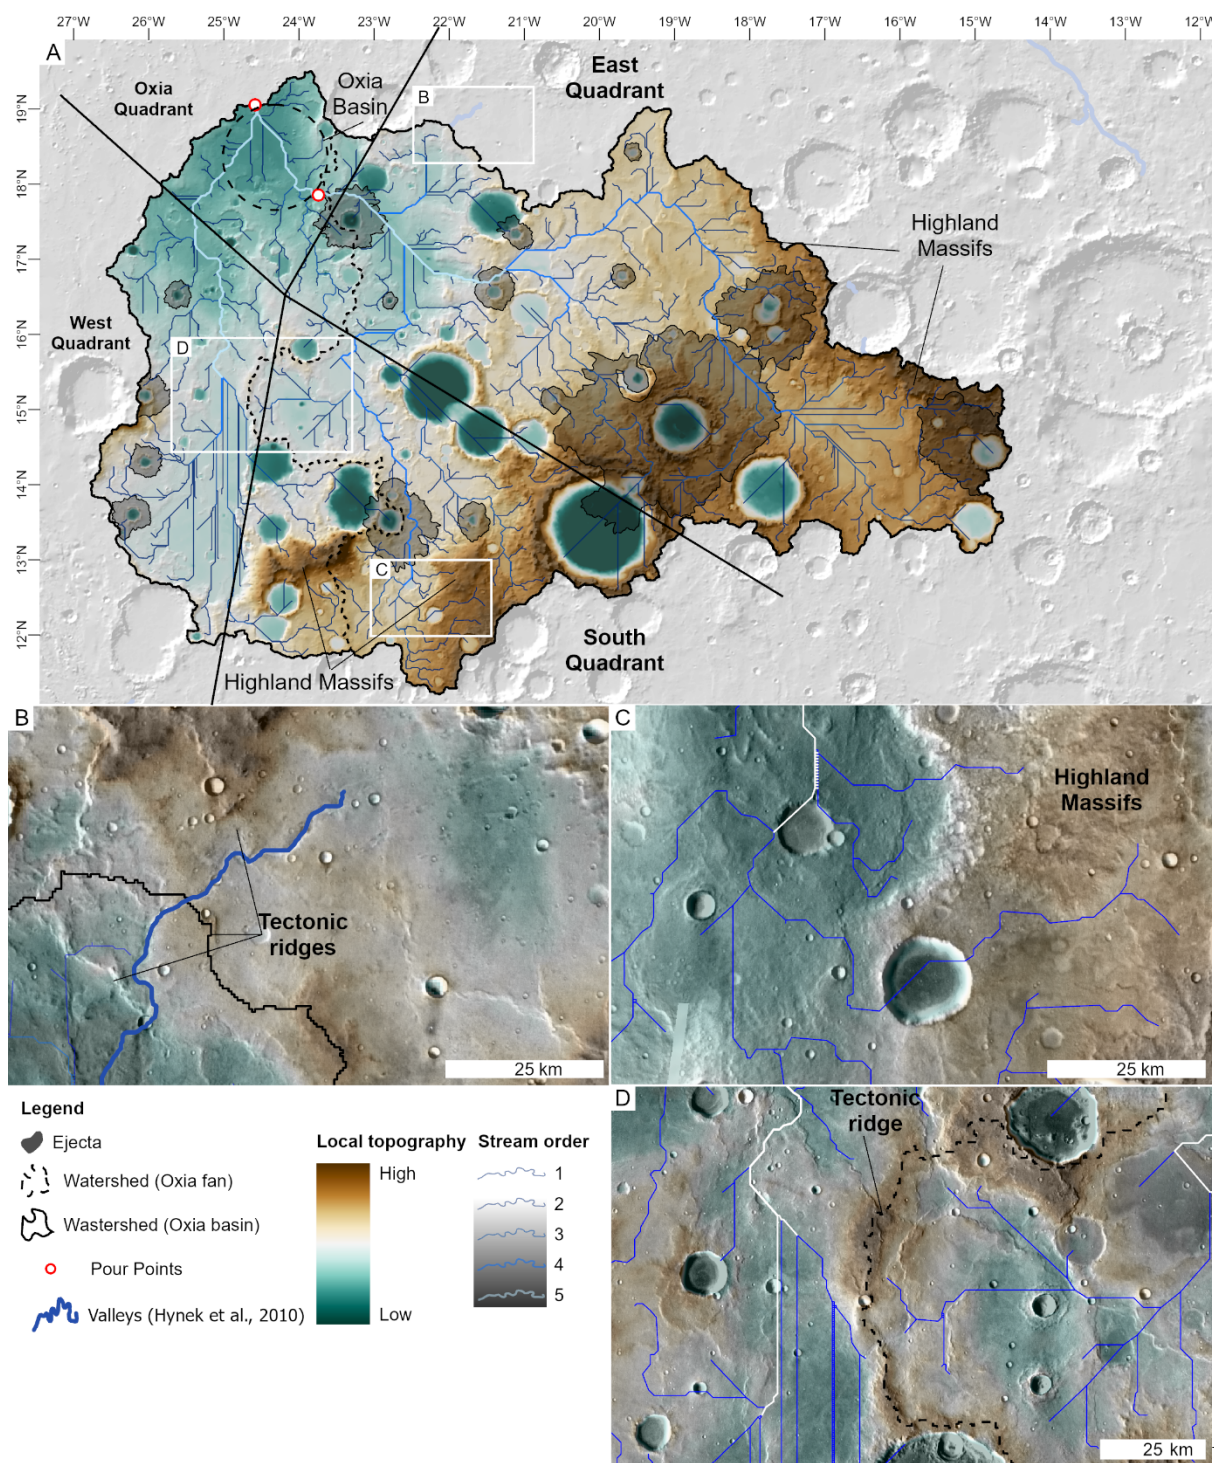 27°W 26°W 25°W 24°W 23°W 22°W 21°W 20°W 19°W 18°W 17°W 16°W 15°W 14°W 13°W 12°W
A
19°N
18°N
17°N
16°N
15°N
14°N
13°N
12°N
Oxia
Quadrant
Oxia
Basin
B
East
Quadrant
Highland
Massifs
West
Quadrant
D
C
South
Quadrant
Highland Massifs
B
Tectonic
ridges
25 km
C
Highland
Massifs
25 km
Legend
Ejecta
Watershed (Oxia fan)
Wastershed (Oxia basin)
Pour Points
Valleys (Hynek et al., 2010)
Local topography
High
Low
Stream order
1
2
3
4
5
D
Tectonic
ridge
25 km